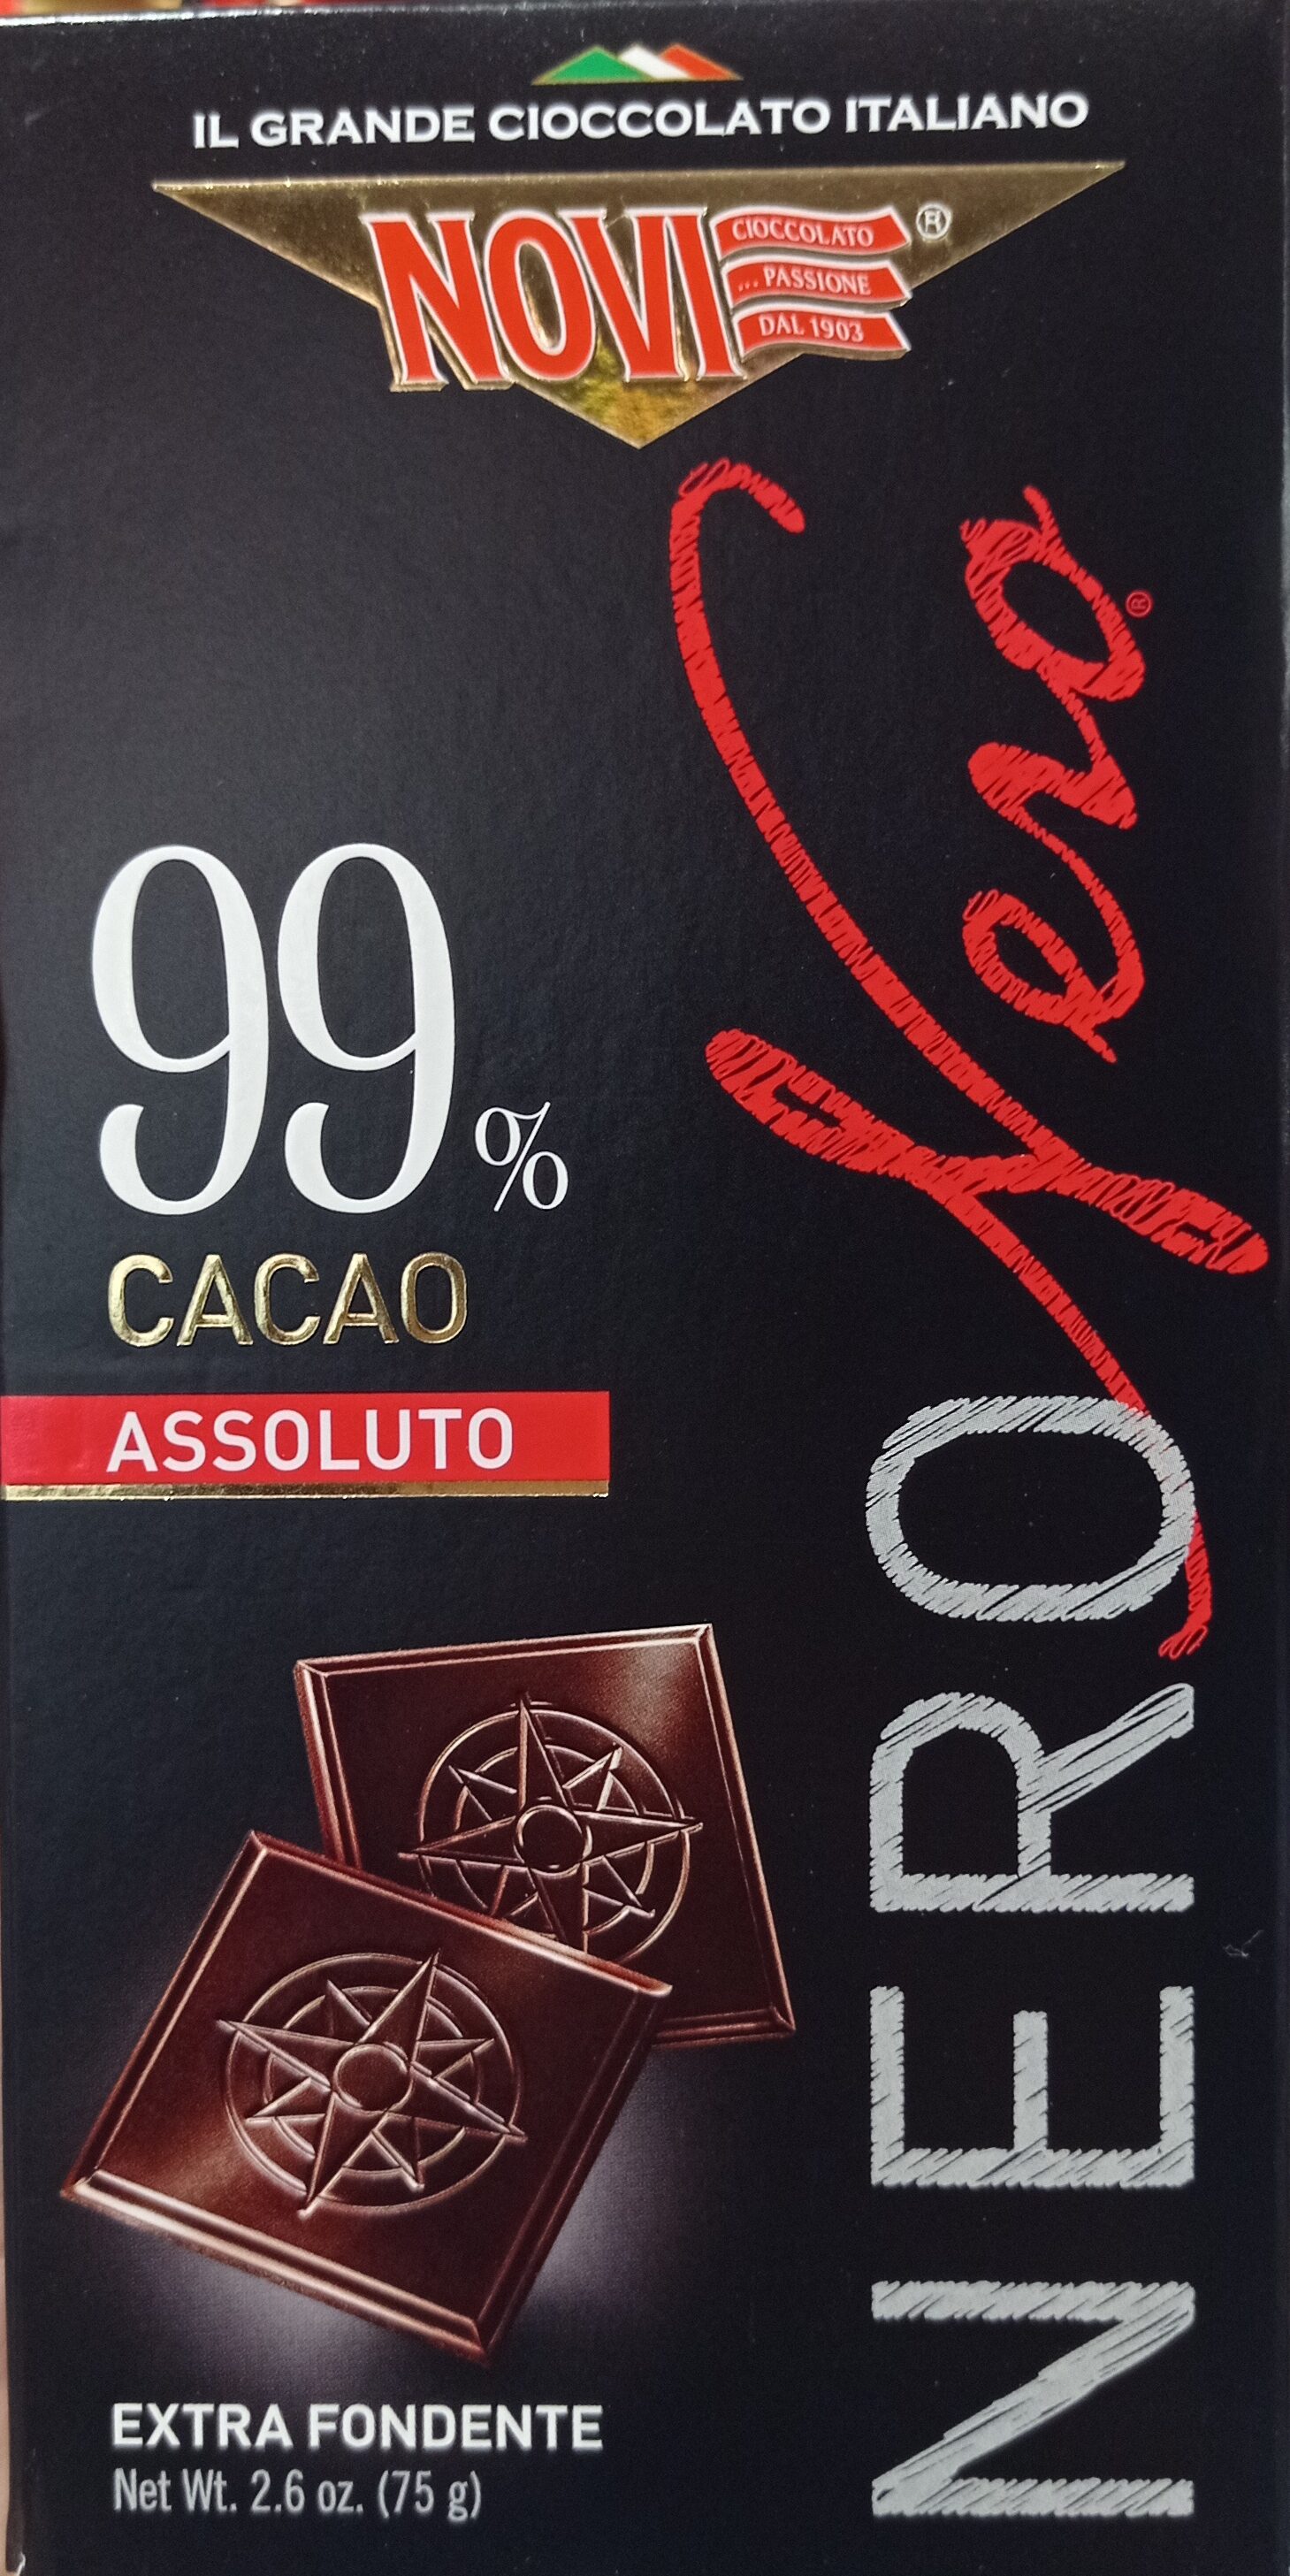 IL GRANDE CIOCCOLATO ITALIANO
NOVI
CIOCCOLATO
... PASSIONE
DAL 1903
®
NERO
Nero
®
99%
CACAO
ASSOLUTO
EXTRA FONDENTE
Net Wt. 2.6 oz. (75 g)